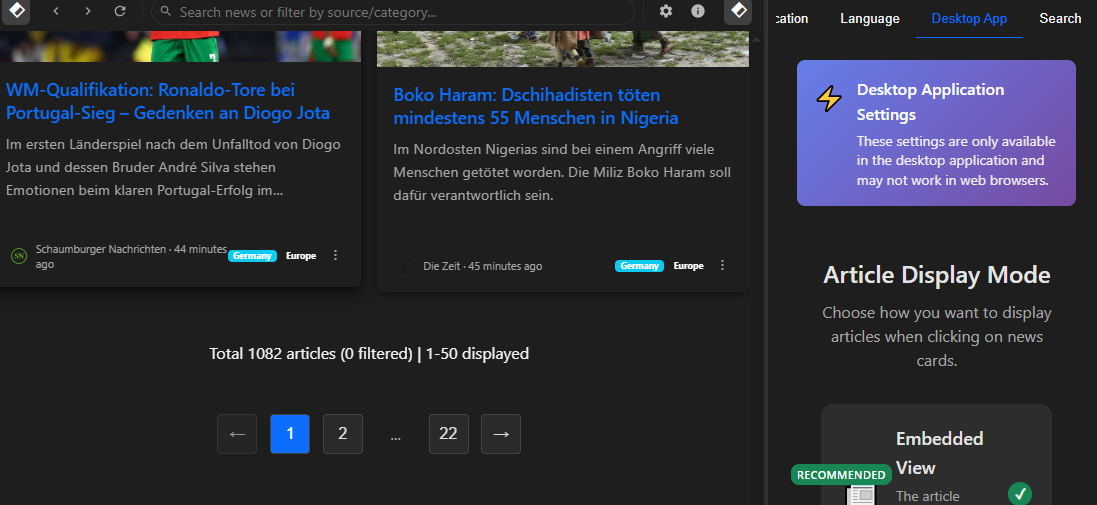 Search news or filter by source/category...
WM-Qualifikation: Ronaldo-Tore bei
Portugal-Sieg – Gedenken an Diogo Jota
Im ersten Länderspiel nach dem Unfalltod von Diogo
Jota und dessen Bruder André Silva stehen
Emotionen beim klaren Portugal-Erfolg im...
SN
Schaumburger Nachrichten · 44 minutes
ago
Germany
Europe
Boko Haram: Dschihadisten töten
mindestens 55 Menschen in Nigeria
Im Nordosten Nigerias sind bei einem Angriff viele
Menschen getötet worden. Die Miliz Boko Haram soll
dafür verantwortlich sein.
Die Zeit · 45 minutes ago
Germany
Europe
Total 1082 articles (0 filtered) | 1-50 displayed
← 1 2 ... 22 →
cation Language Desktop App Search
Desktop Application
Settings
These settings are only available
in the desktop application and
may not work in web browsers.
Article Display Mode
Choose how you want to display
articles when clicking on news
cards.
Embedded
View
RECOMMENDED
The article